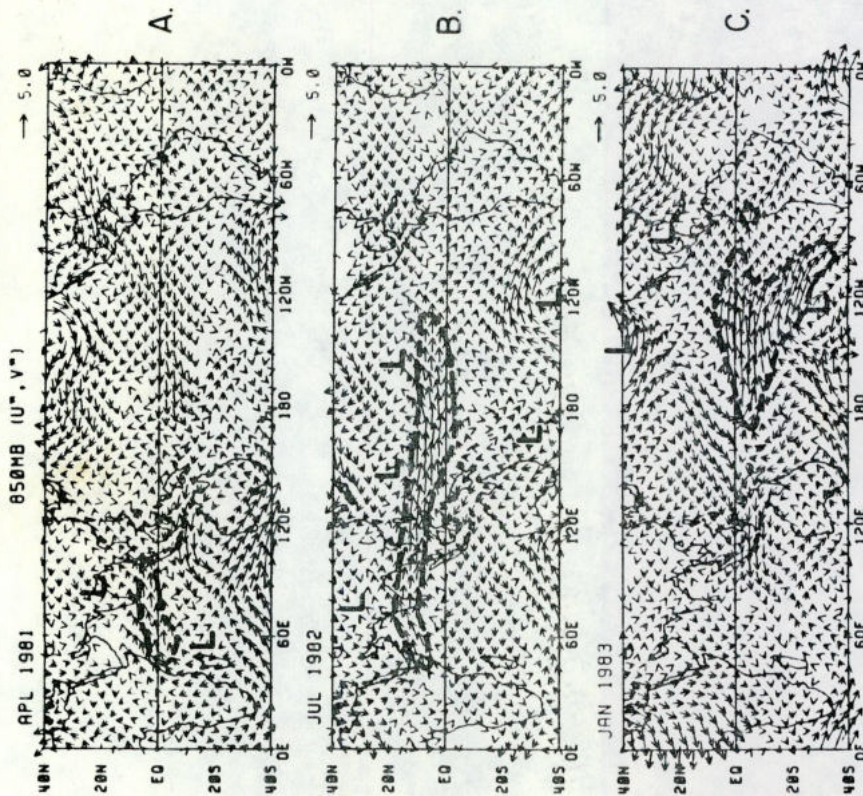 850MB (U", V")
APL 1981
→ 5.0
A.
40N
20N
EQ
20S
40S
0E
60E
120E
180
120W
60W
0W
L
L
JUL 1982
→ 5.0
B.
40N
20N
EQ
20S
40S
0E
60E
120E
180
120W
60W
0W
L
L
L
L
L
JAN 1983
→ 5.0
C.
40N
20N
EQ
20S
40S
0E
60E
120E
180
120W
60W
0W
L
L
L